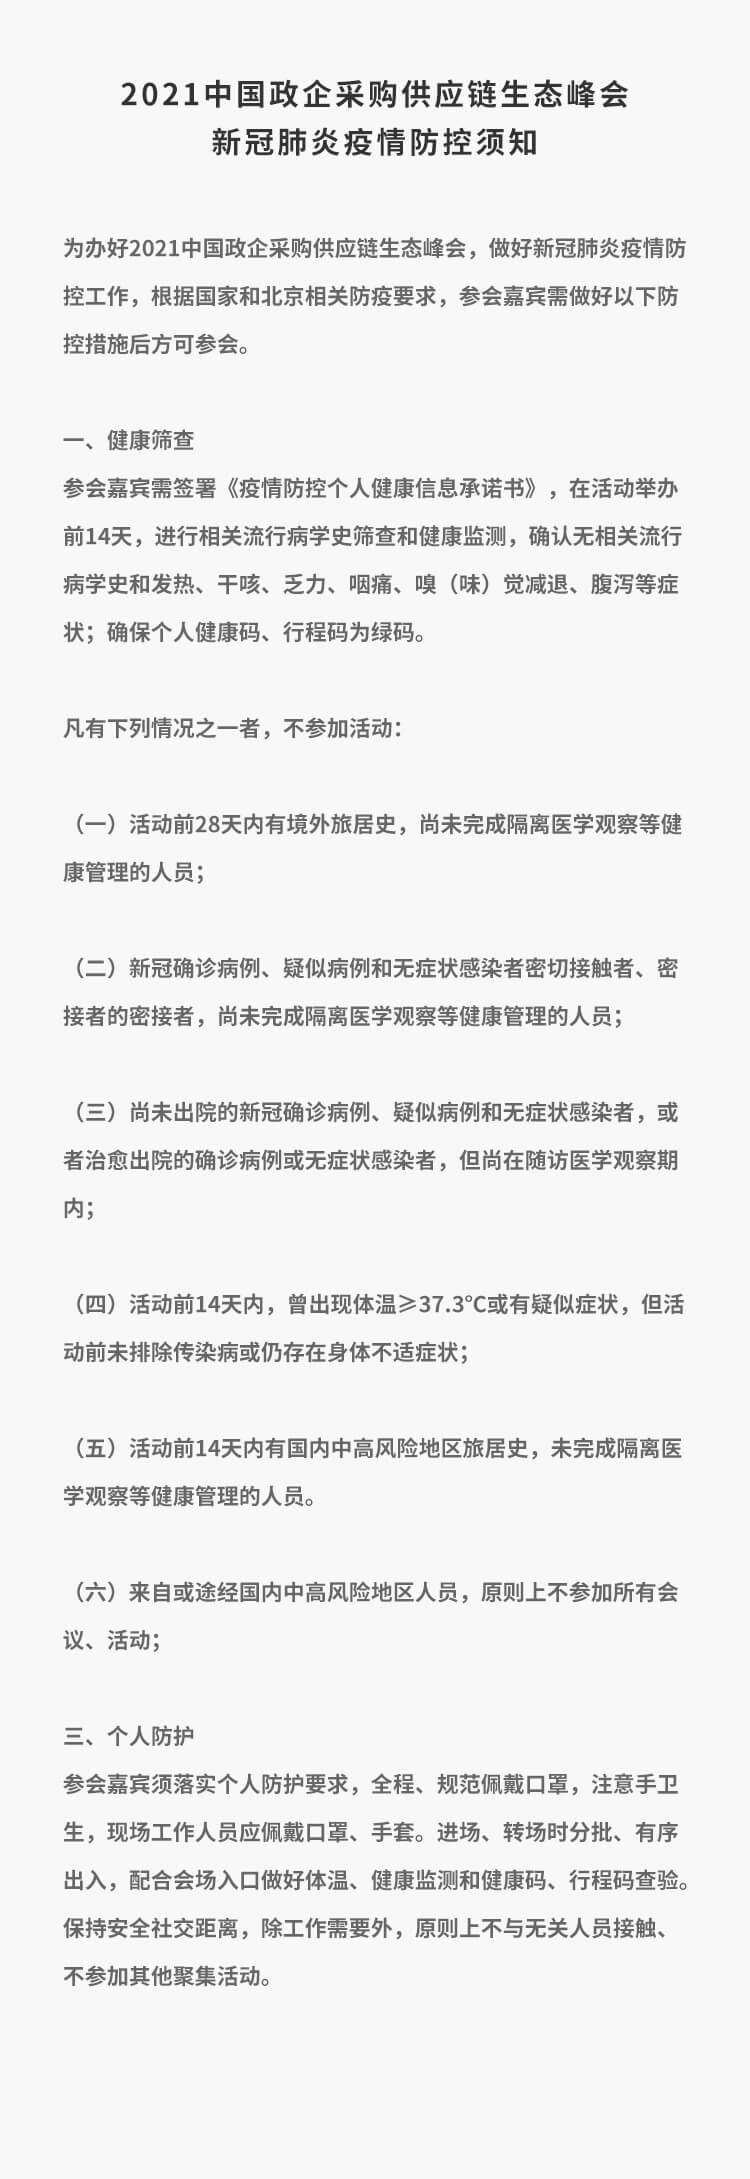 2021中国政企采购供应链生态峰会
新冠肺炎疫情防控须知
为办好2021中国政企采购供应链生态峰会，做好新冠肺炎疫情防
控工作，根据国家和北京相关防疫要求，参会嘉宾需做好以下防
控措施后方可参会。
一、健康筛查
参会嘉宾需签署《疫情防控个人健康信息承诺书》，在活动举办
前14天，进行相关流行病学史筛查和健康监测，确认无相关流行
病学史和发热、干咳、乏力、咽痛、嗅（味）觉减退、腹泻等症
状；确保个人健康码、行程码为绿码。
凡有下列情况之一者，不参加活动：
（一）活动前28天内有境外旅居史，尚未完成隔离医学观察等健
康管理的人员；
（二）新冠确诊病例、疑似病例和无症状感染者密切接触者、密
接者的密接者，尚未完成隔离医学观察等健康管理的人员；
（三）尚未出院的新冠确诊病例、疑似病例和无症状感染者，或
者治愈出院的确诊病例或无症状感染者，但尚在随访医学观察期
内；
（四）活动前14天内，曾出现体温≥37.3℃或有疑似症状，但活
动前未排除传染病或仍存在身体不适症状；
（五）活动前14天内有国内中高风险地区旅居史，未完成隔离医
学观察等健康管理的人员。
（六）来自或途经国内中高风险地区人员，原则上不参加所有会
议、活动；
三、个人防护
参会嘉宾须落实个人防护要求，全程、规范佩戴口罩，注意手卫
生，现场工作人员应佩戴口罩、手套。进场、转场时分批、有序
出入，配合会场入口做好体温、健康监测和健康码、行程码查验。
保持安全社交距离，除工作需要外，原则上不与无关人员接触、
不参加其他聚集活动。